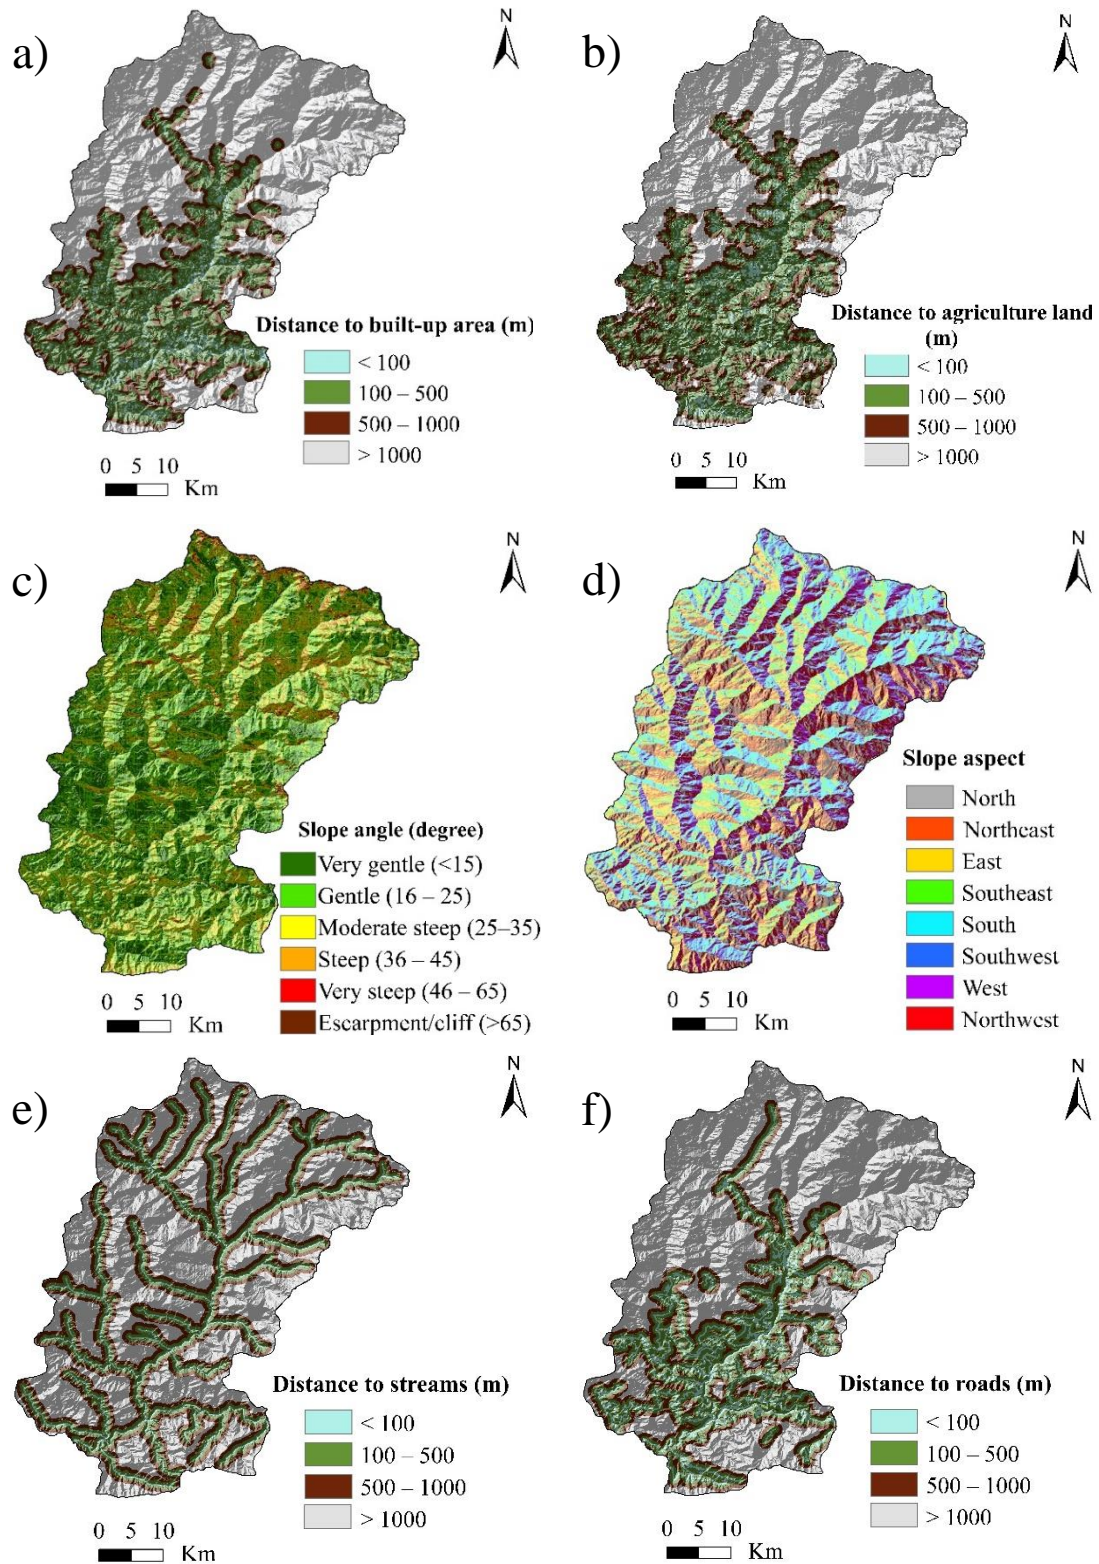 a)
N
Distance to built-up area (m)
< 100
100 – 500
500 – 1000
> 1000
0 5 10
Km
b)
N
Distance to agriculture land
(m)
< 100
100 – 500
500 – 1000
> 1000
0 5 10
Km
c)
N
Slope angle (degree)
Very gentle (<15)
Gentle (16 – 25)
Moderate steep (25–35)
Steep (36 – 45)
Very steep (46 – 65)
Escarpment/cliff (>65)
0 5 10
Km
d)
N
Slope aspect
North
Northeast
East
Southeast
South
Southwest
West
Northwest
0 5 10
Km
e)
N
Distance to streams (m)
< 100
100 – 500
500 – 1000
> 1000
0 5 10
Km
f)
N
Distance to roads (m)
< 100
100 – 500
500 – 1000
> 1000
0 5 10
Km